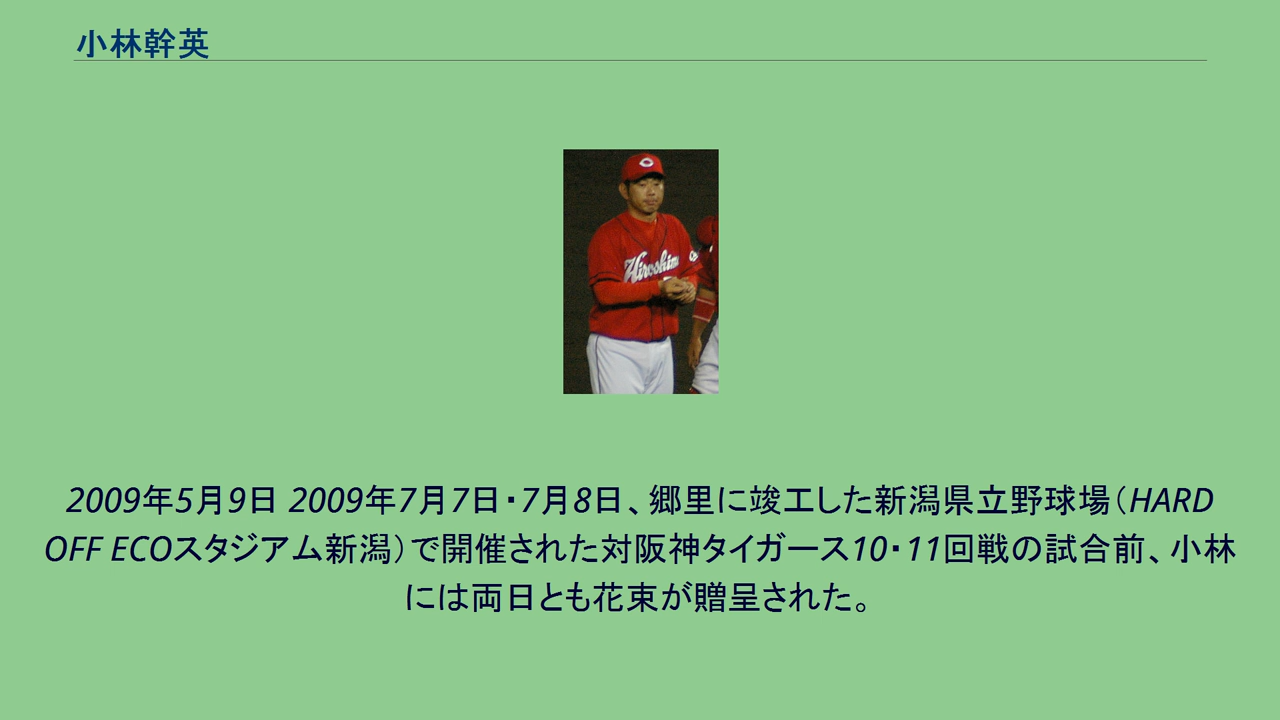 小林幹英
Hiroshima
2009年5月9日 2009年7月7日・7月8日、郷里に竣工した新潟県立野球場（HARD
OFF ECOスタジアム新潟）で開催された対阪神タイガース10・11回戦の試合前、小林
には両日とも花束が贈呈された。